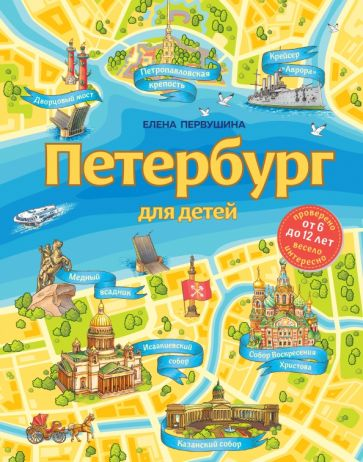 Петропавловская
крепость
Крейсер
"Аврора"
Дворцовый мост
ЕЛЕНА ПЕРВУШИНА
Петербург
для детей
проверено
от 6
до 12 лет
весело
интересно
Медный
всадник
Исаакиевский
собор
Собор Воскресения
Христова
Казанский собор